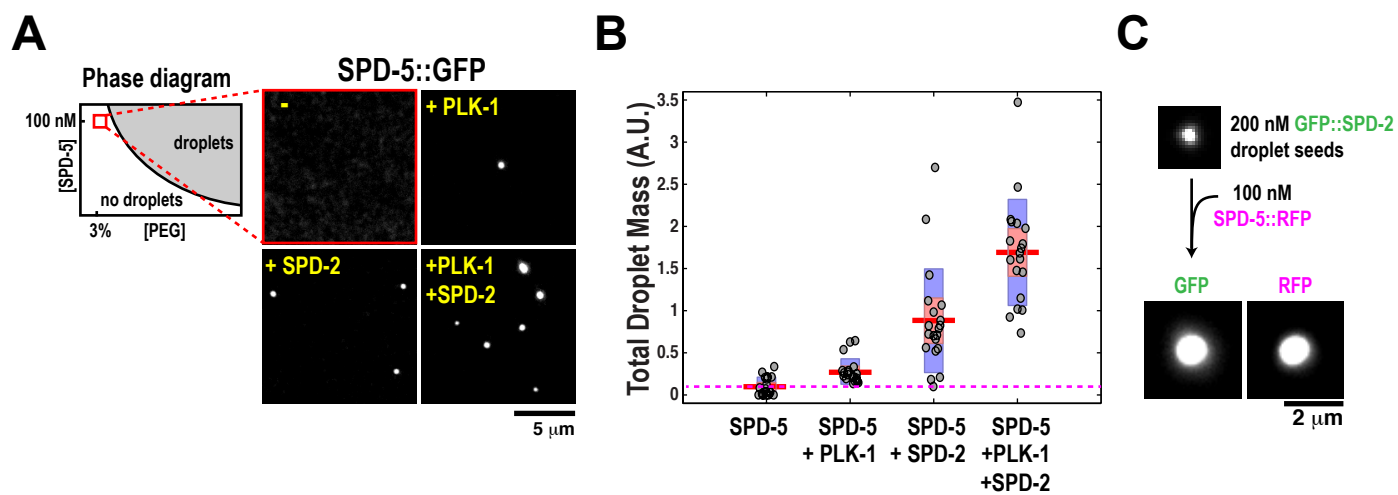 A
Phase diagram
100 nM
[SPD-5]
droplets
no droplets
3%
[PEG]
SPD-5::GFP
-
+ PLK-1
+ SPD-2
+PLK-1
+SPD-2
5 μm
B
Total Droplet Mass (A.U.)
3.5
3
2.5
2
1.5
1
0.5
0
SPD-5
SPD-5
+ PLK-1
SPD-5
+ SPD-2
SPD-5
+PLK-1
+SPD-2
C
200 nM GFP::SPD-2
droplet seeds
100 nM
SPD-5::RFP
GFP
RFP
2 μm